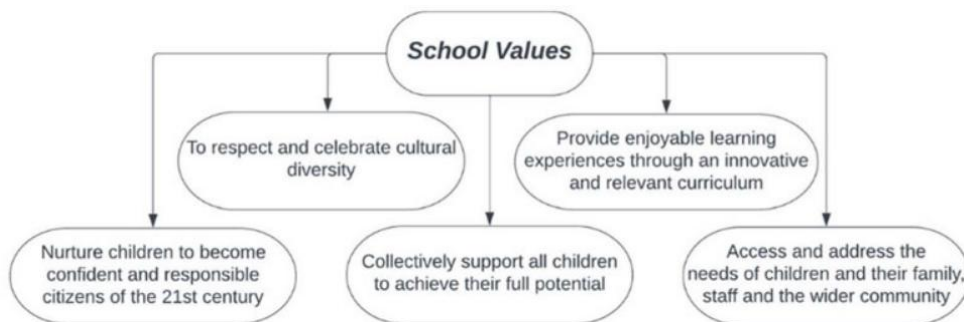 School Values
To respect and celebrate cultural
diversity
Provide enjoyable learning
experiences through an innovative
and relevant curriculum
Nurture children to become
confident and responsible
citizens of the 21st century
Collectively support all children
to achieve their full potential
Access and address the
needs of children and their family,
staff and the wider community